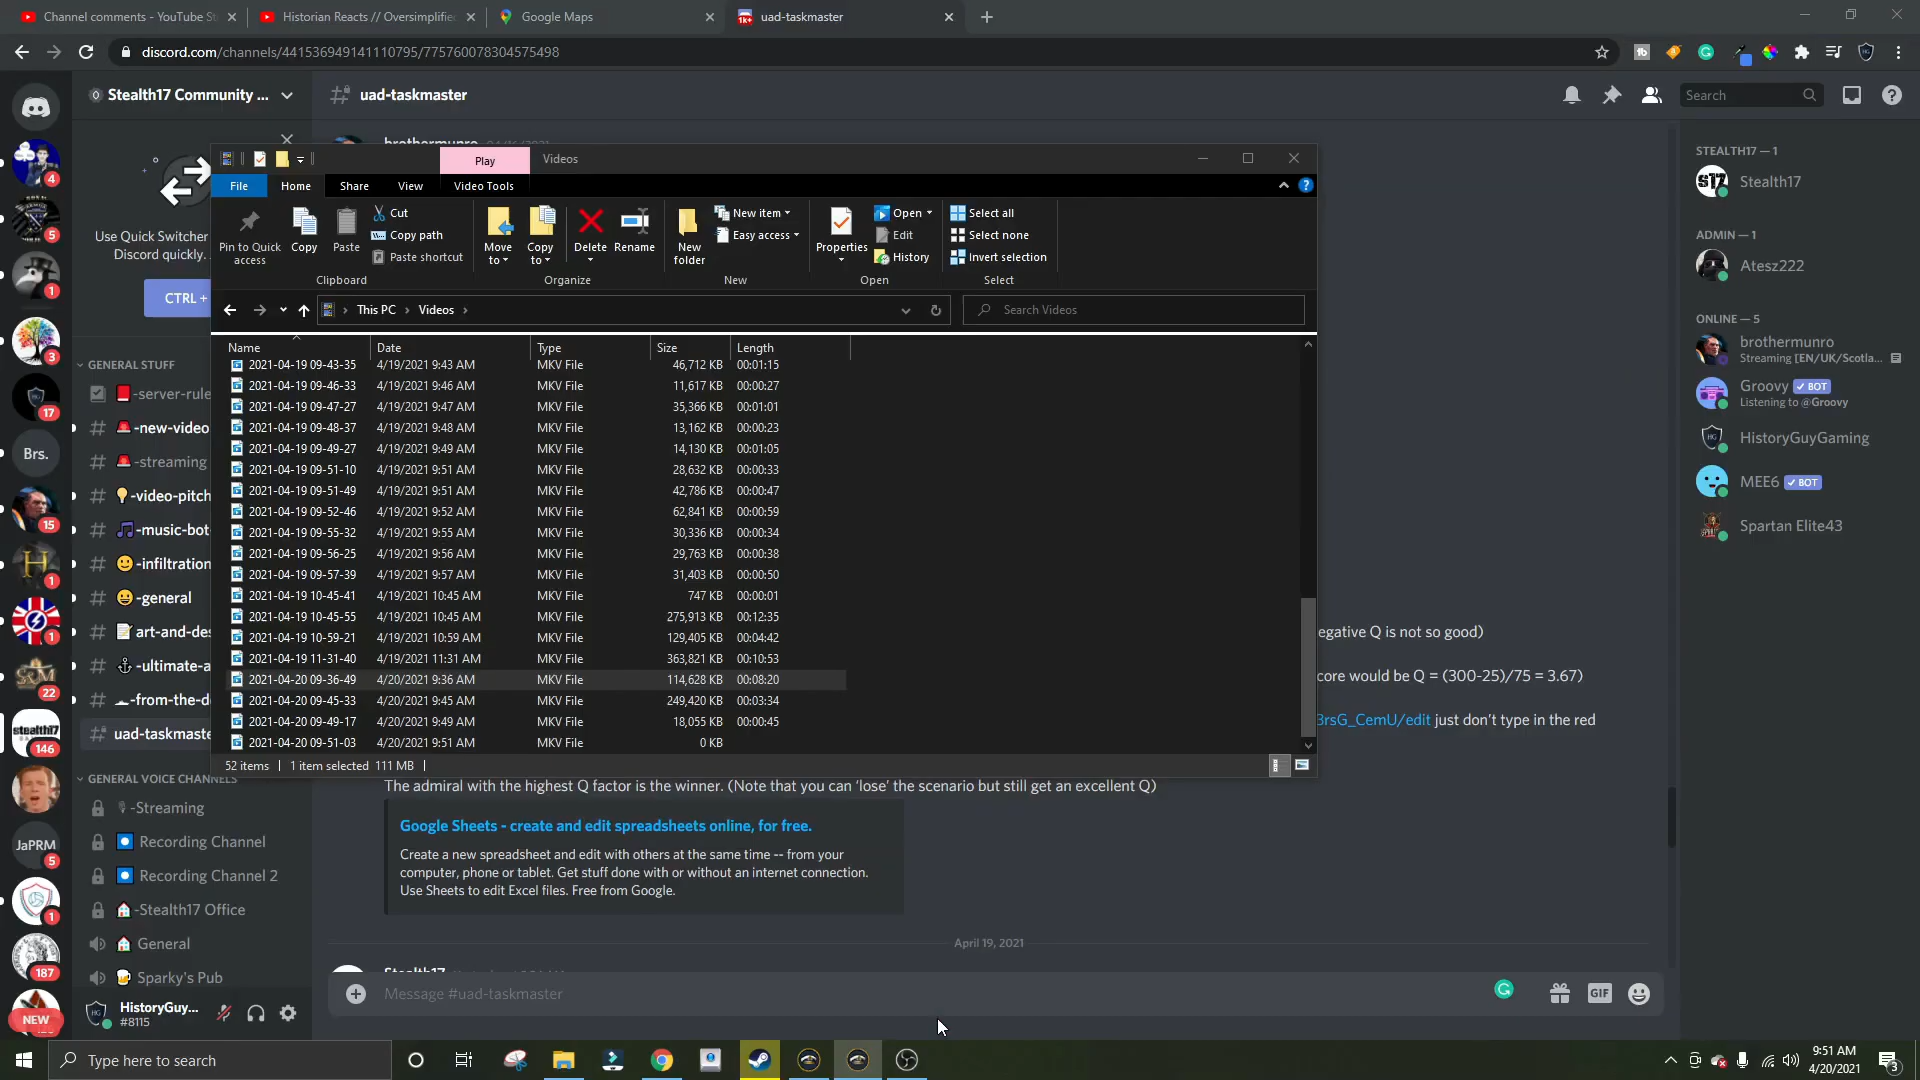 Channel comments - YouTube St
Historian Reacts // Oversimplifie
Google Maps
uad-taskmaster
discord.com/channels/441536949141110795/775760078304575498
Stealth17 Community ...
uad-taskmaster
Search
Use Quick Switcher
Discord quickly.
CTRL +
GENERAL STUFF
-server-rule
-new-video
-streaming
-video-pitch
-music-bot
-infiltration
-general
art-and-des
-ultimate-a
-from-the-d
uad-taskmaste
GENERAL VOICE CHANNELS
-Streaming
Recording Channel
Recording Channel 2
-Stealth17 Office
General
Sparky's Pub
HistoryGuy...
#8115
4
5
1
3
17
Brs.
15
1
1
22
stealth17
146
JaPRM
5
1
187
NEW
Play
Videos
File
Home
Share
View
Video Tools
Pin to Quick access
Copy
Paste
Cut
Copy path
Paste shortcut
Clipboard
Move to
Copy to
Delete
Rename
Organize
New folder
New item
Easy access
New
Properties
Open
Edit
History
Open
Select all
Select none
Invert selection
Select
This PC
Videos
Search Videos
Name Date Type Size Length
2021-04-19 09-43-35 4/19/2021 9:43 AM MKV File 46,712 KB 00:01:15
2021-04-19 09-46-33 4/19/2021 9:46 AM MKV File 11,617 KB 00:00:27
2021-04-19 09-47-27 4/19/2021 9:47 AM MKV File 35,366 KB 00:01:01
2021-04-19 09-48-37 4/19/2021 9:48 AM MKV File 13,162 KB 00:00:23
2021-04-19 09-49-27 4/19/2021 9:49 AM MKV File 14,130 KB 00:01:05
2021-04-19 09-51-10 4/19/2021 9:51 AM MKV File 28,632 KB 00:00:33
2021-04-19 09-51-49 4/19/2021 9:51 AM MKV File 42,786 KB 00:00:47
2021-04-19 09-52-46 4/19/2021 9:52 AM MKV File 62,841 KB 00:00:59
2021-04-19 09-55-32 4/19/2021 9:55 AM MKV File 30,336 KB 00:00:34
2021-04-19 09-56-25 4/19/2021 9:56 AM MKV File 29,763 KB 00:00:38
2021-04-19 09-57-39 4/19/2021 9:57 AM MKV File 31,403 KB 00:00:50
2021-04-19 10-45-41 4/19/2021 10:45 AM MKV File 747 KB 00:00:01
2021-04-19 10-45-55 4/19/2021 10:45 AM MKV File 275,913 KB 00:12:35
2021-04-19 10-59-21 4/19/2021 10:59 AM MKV File 129,405 KB 00:04:42
2021-04-19 11-31-40 4/19/2021 11:31 AM MKV File 363,821 KB 00:10:53
2021-04-20 09-36-49 4/20/2021 9:36 AM MKV File 114,628 KB 00:08:20
2021-04-20 09-45-33 4/20/2021 9:45 AM MKV File 249,420 KB 00:03:34
2021-04-20 09-49-17 4/20/2021 9:49 AM MKV File 18,055 KB 00:00:45
2021-04-20 09-51-03 4/20/2021 9:51 AM MKV File 0 KB
52 items 1 item selected 111 MB
egative Q is not so good)
core would be Q = (300-25)/75 = 3.67)
BrsG_CemU/edit just don't type in the red
The admiral with the highest Q factor is the winner. (Note that you can 'lose' the scenario but still get an excellent Q)
Google Sheets - create and edit spreadsheets online, for free.
Create a new spreadsheet and edit with others at the same time -- from your
computer, phone or tablet. Get stuff done with or without an internet connection.
Use Sheets to edit Excel files. Free from Google.
April 19, 2021
Stealth17
Message #uad-taskmaster
GIF
STEALTH17 — 1
S17
Stealth17
ADMIN — 1
Atesz222
ONLINE — 5
brothermunro
Streaming [EN/UK/Scotla...
Groovy BOT
Listening to @Groovy
HistoryGuyGaming
MEE6 BOT
Spartan Elite43
Type here to search
9:51 AM
4/20/2021
3